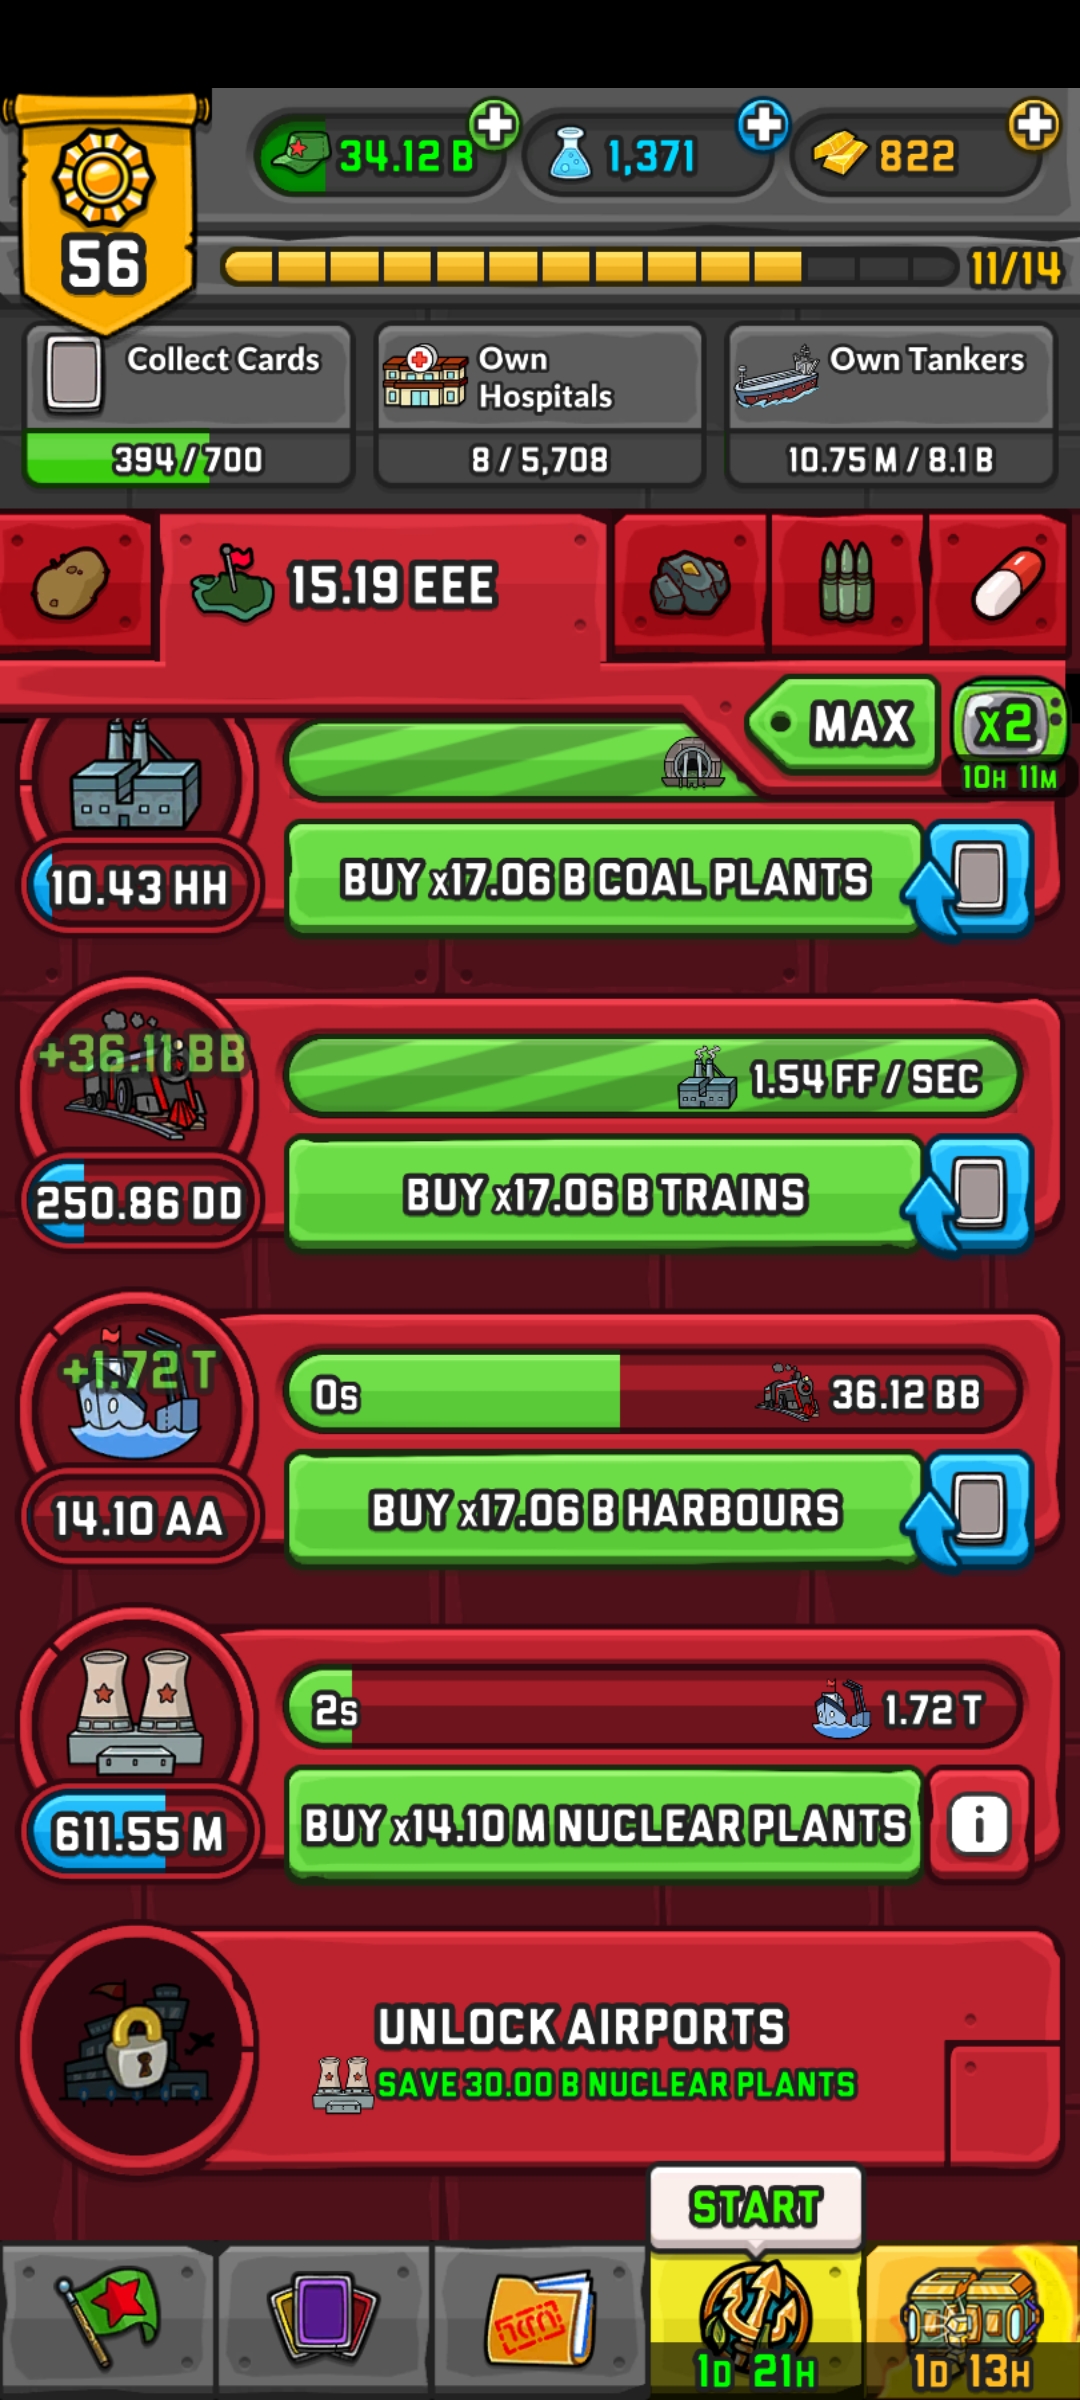 34.12 B
1,371
822
56
11/14
Collect Cards
394 / 700
Own
Hospitals
8 / 5,708
Own Tankers
10.75 M / 8.1 B
15.19 EEE
MAX
X2
10H 11M
10.43 HH
BUY x17.06 B COAL PLANTS
+36.11 BB
1.54 FF / SEC
250.86 DD
BUY x17.06 B TRAINS
+1.72 T
0s
36.12 BB
14.10 AA
BUY x17.06 B HARBOURS
2s
1.72 T
611.55 M
BUY x14.10 M NUCLEAR PLANTS
i
UNLOCK AIRPORTS
SAVE 30.00 B NUCLEAR PLANTS
START
1D 21H
1D 13H